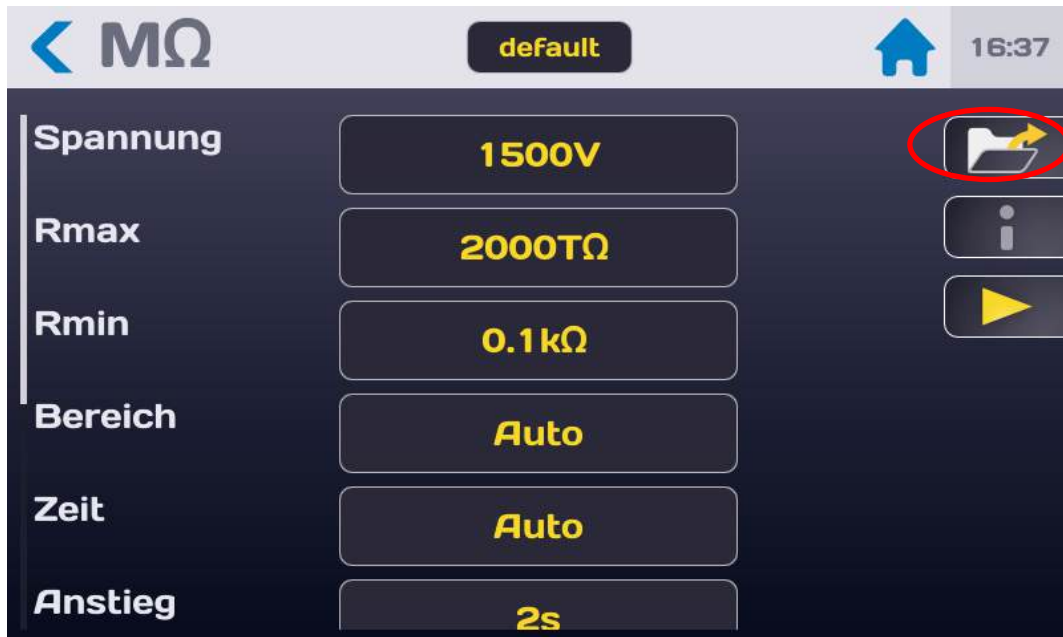 MΩ
default
16:37
Spannung
1500V
Rmax
2000TΩ
Rmin
0.1kΩ
Bereich
Auto
Zeit
Auto
Anstieg
2s